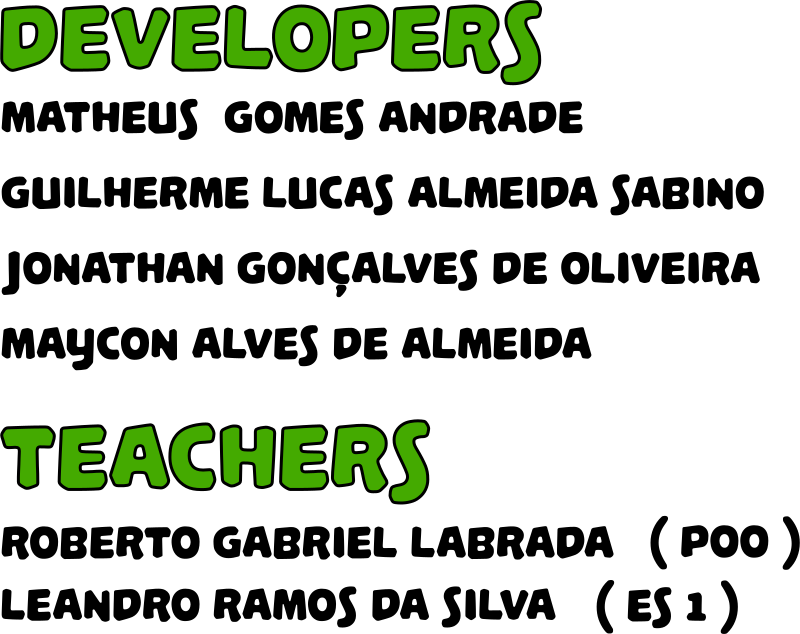 DEVELOPERS
MATHEUS GOMES ANDRADE
GUILHERME LUCAS ALMEIDA SABINO
JONATHAN GONÇALVES DE OLIVEIRA
MAYCON ALVES DE ALMEIDA
TEACHERS
ROBERTO GABRIEL LABRADA ( POO )
LEANDRO RAMOS DA SILVA ( ES 1 )